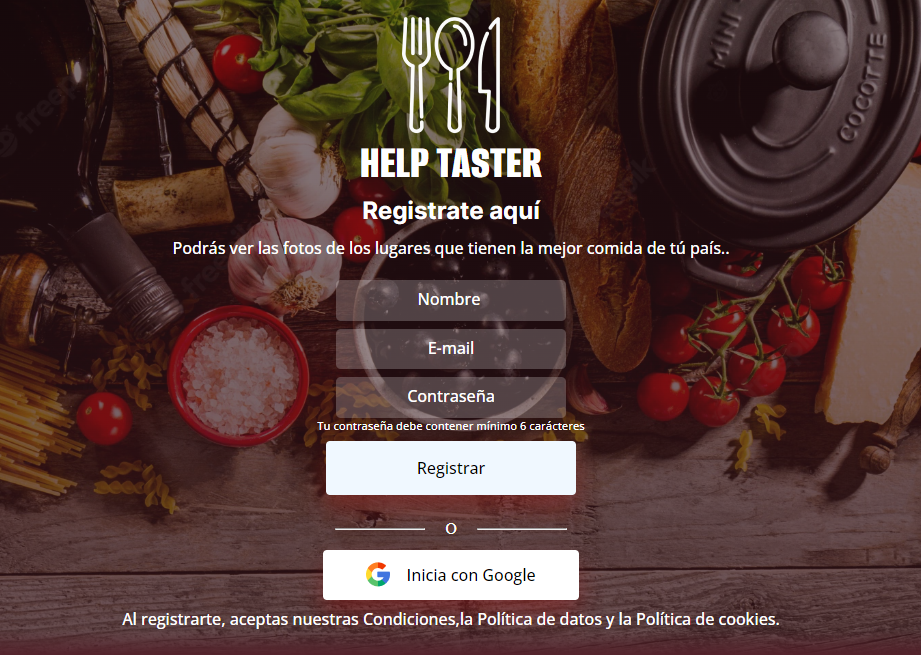 MINI
COCOTTE
HELP TASTER
Registrate aquí
Podrás ver las fotos de los lugares que tienen la mejor comida de tú país..
Nombre
E-mail
Contraseña
Tu contraseña debe contener mínimo 6 carácteres
Registrar
O
Inicia con Google
Al registrarte, aceptas nuestras Condiciones,la Política de datos y la Política de cookies.